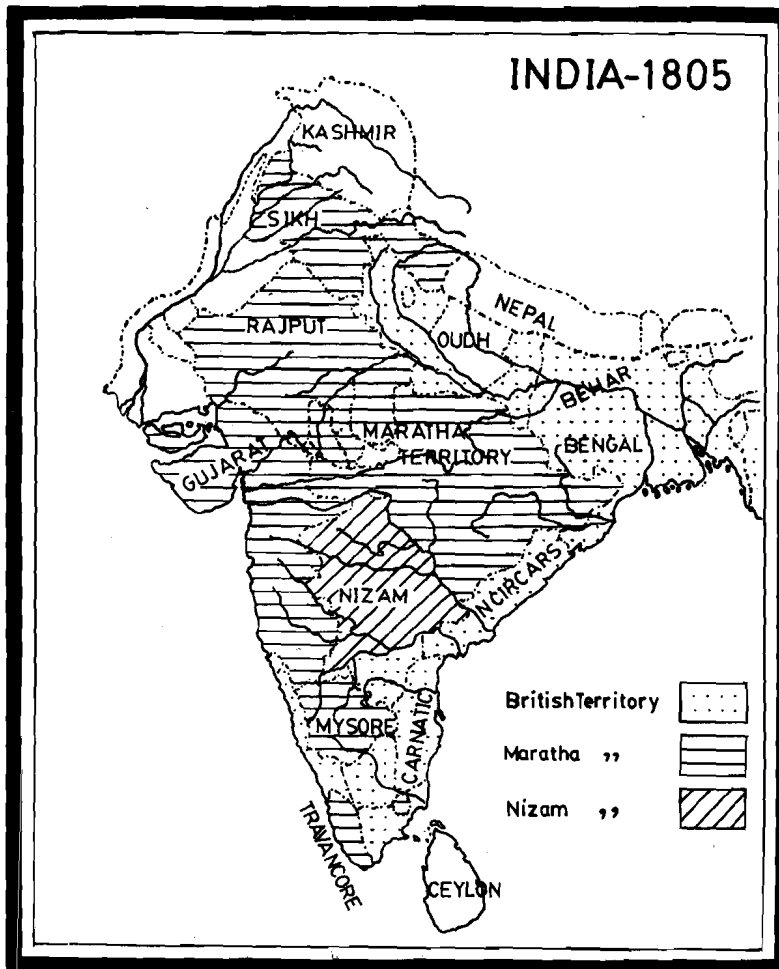 INDIA-1805
KASHMIR
SIKH
RAJPUT
NEPAL
OUDH
BEHAR
BENGAL
MARATHA
TERRITORY
GUJARAT
NIZAM
NCIRCARS
MYSORE
CARNATIC
TRAVANCORE
CEYLON
British Territory
Maratha ,,
Nizam ,,